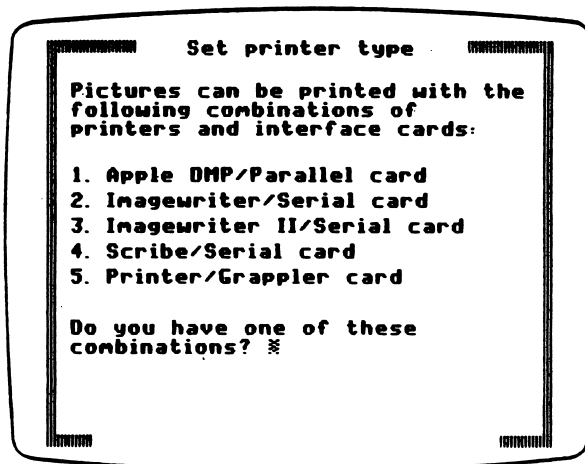 Set printer type
Pictures can be printed with the
following combinations of
printers and interface cards:
1. Apple DMP/Parallel card
2. Imagewriter/Serial card
3. Imagewriter II/Serial card
4. Scribe/Serial card
5. Printer/Grappler card
Do you have one of these
combinations?